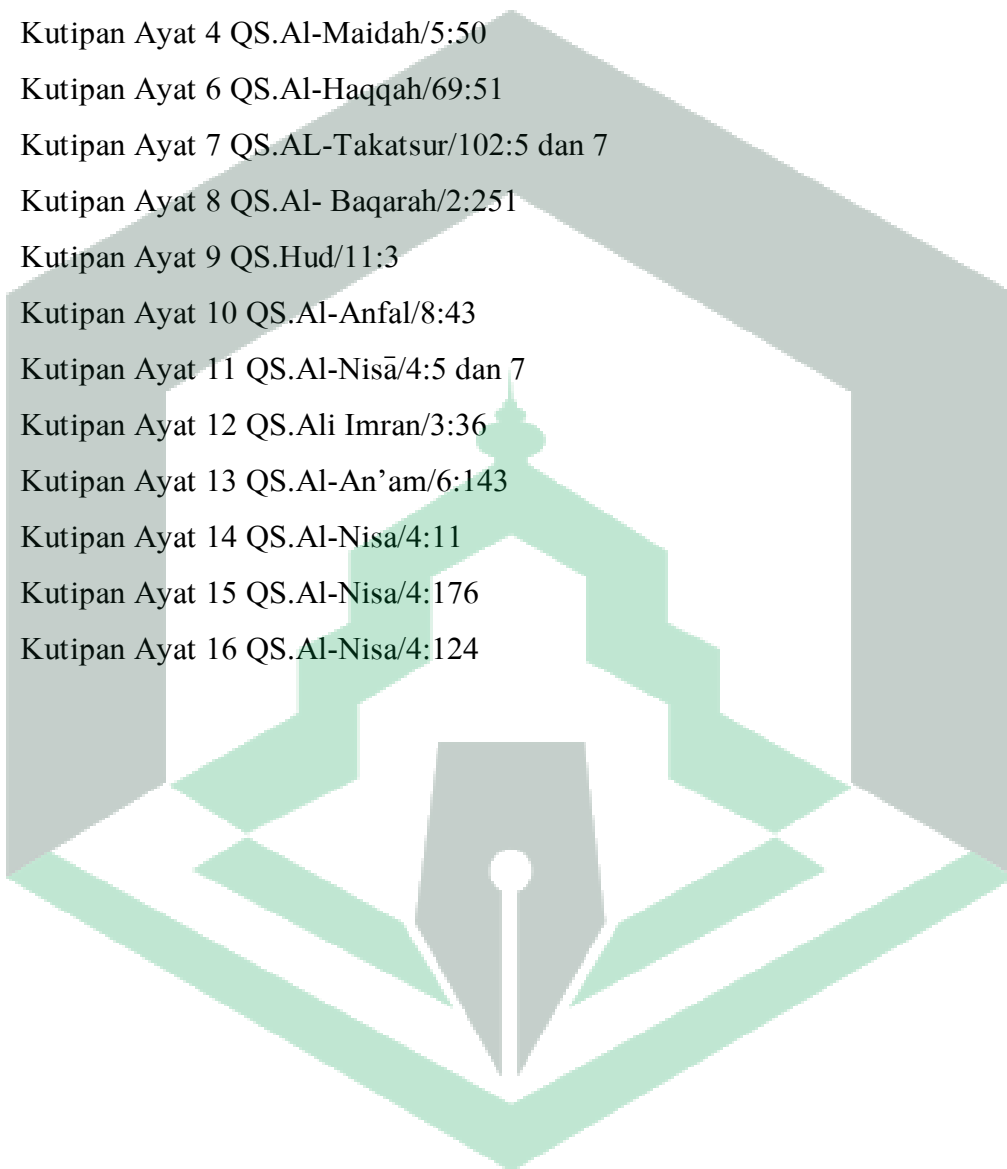 Kutipan Ayat 4 QS.Al-Maidah/5:50
Kutipan Ayat 6 QS.Al-Haqqah/69:51
Kutipan Ayat 7 QS.AL-Takatsur/102:5 dan 7
Kutipan Ayat 8 QS.Al- Baqarah/2:251
Kutipan Ayat 9 QS.Hud/11:3
Kutipan Ayat 10 QS.Al-Anfal/8:43
Kutipan Ayat 11 QS.Al-Nisā/4:5 dan 7
Kutipan Ayat 12 QS.Ali Imran/3:36
Kutipan Ayat 13 QS.Al-An’am/6:143
Kutipan Ayat 14 QS.Al-Nisa/4:11
Kutipan Ayat 15 QS.Al-Nisa/4:176
Kutipan Ayat 16 QS.Al-Nisa/4:124